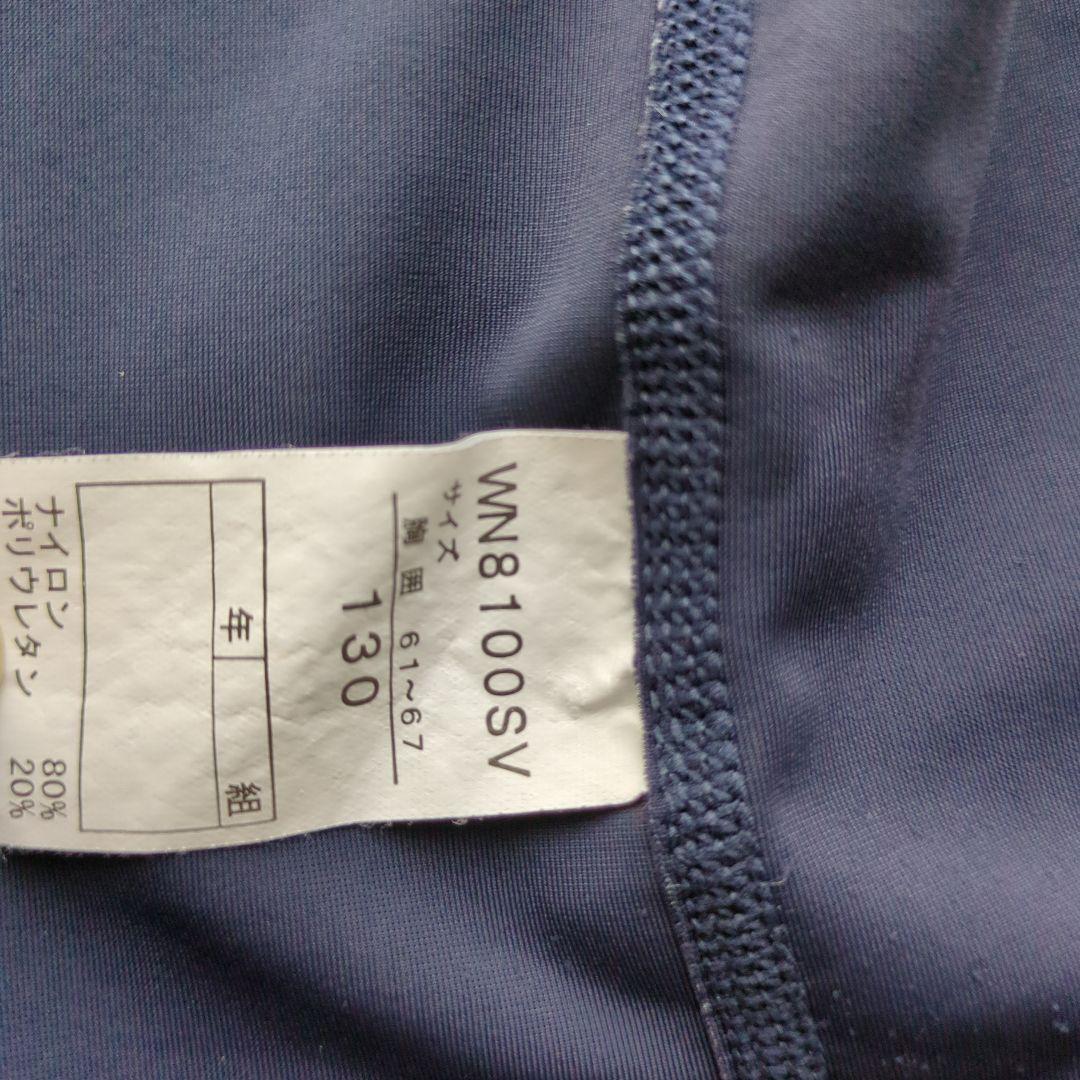 WN8100SV
サイズ
胸囲 61~67
130
年 組
ナイロン 80%
ポリウレタン 20%